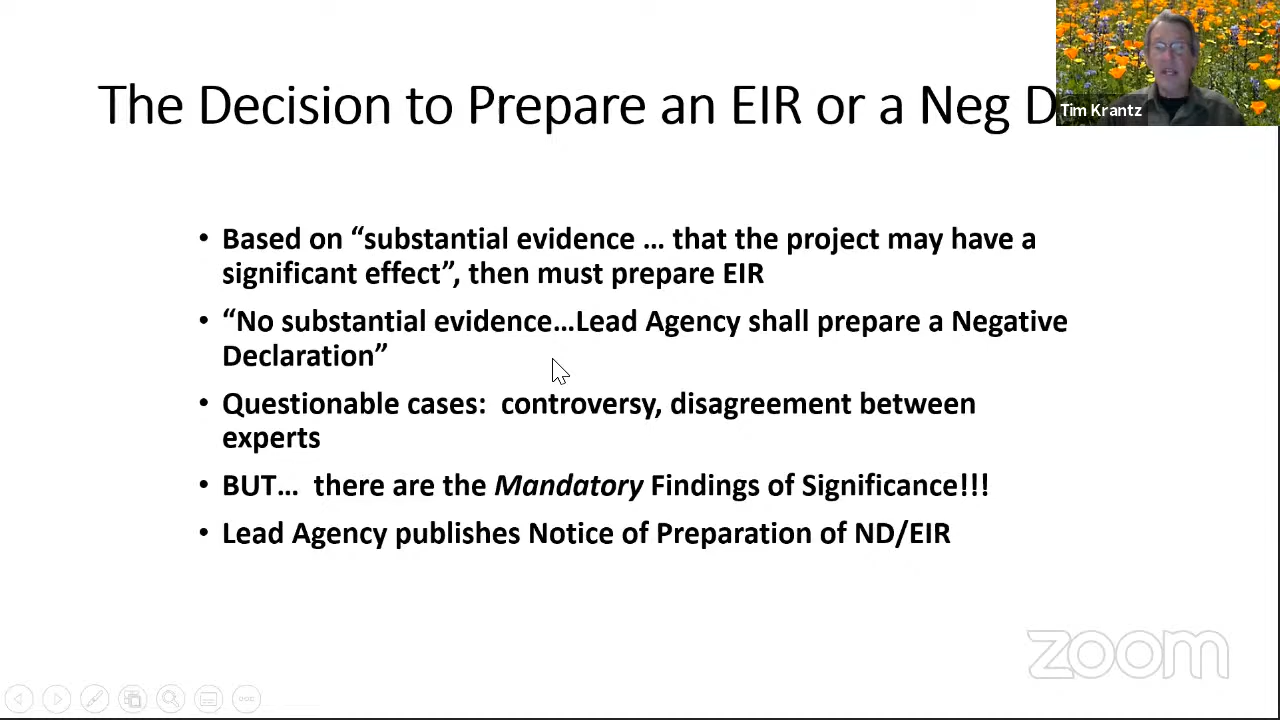 The Decision to Prepare an EIR or a Neg D
Tim Krantz
• Based on “substantial evidence … that the project may have a
significant effect”, then must prepare EIR
• “No substantial evidence…Lead Agency shall prepare a Negative
Declaration”
• Questionable cases:  controversy, disagreement between
experts
• BUT…  there are the Mandatory Findings of Significance!!!
• Lead Agency publishes Notice of Preparation of ND/EIR
zoom